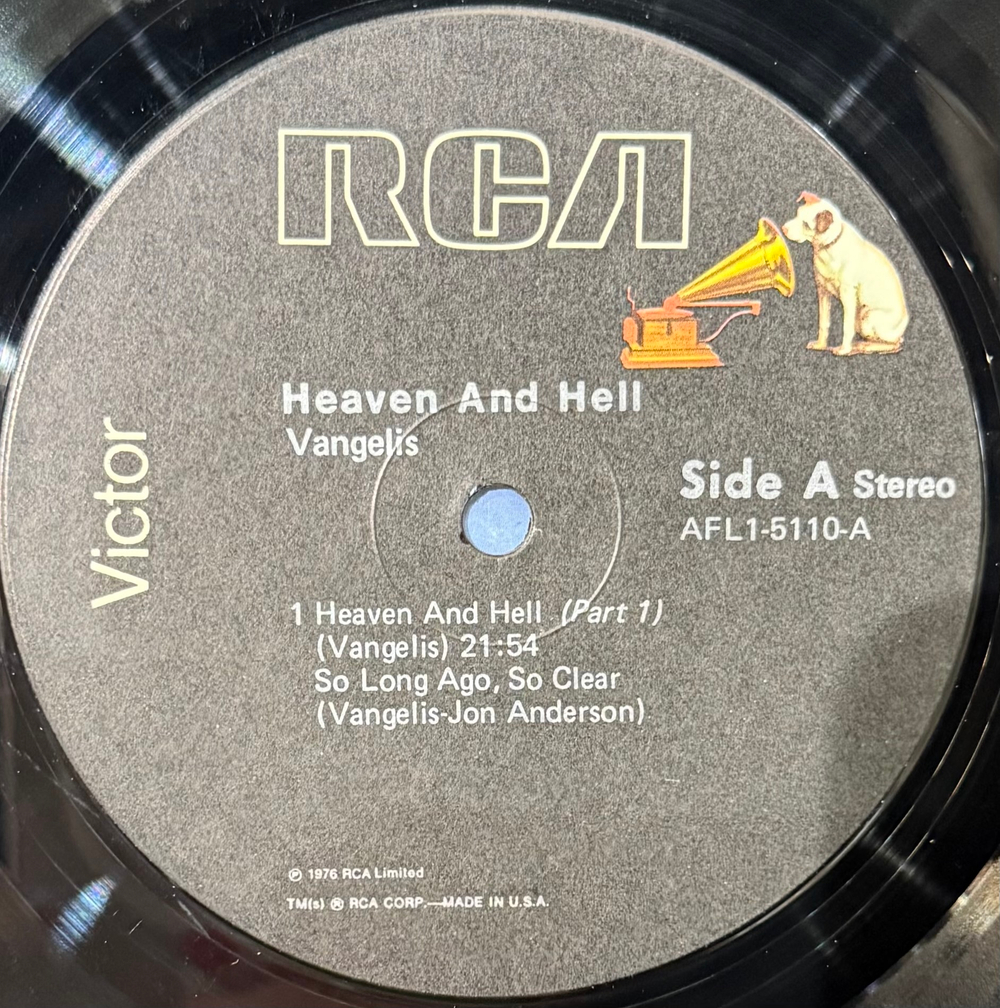 RCA
Victor
Heaven And Hell
Vangelis
Side A Stereo
AFL1-5110-A
1 Heaven And Hell (Part 1)
(Vangelis) 21:54
So Long Ago, So Clear
(Vangelis-Jon Anderson)
℗ 1976 RCA Limited
TM(s) ® RCA CORP.—MADE IN U.S.A.